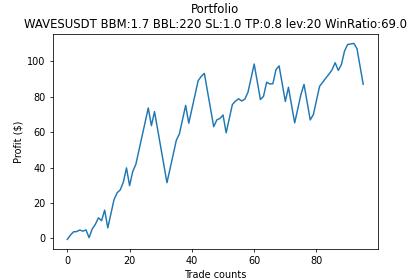 Portfolio
WAVESUSDT BBM:1.7 BBL:220 SL:1.0 TP:0.8 lev:20 WinRatio:69.0
Profit ($)
100
80
60
40
20
0
0 20 40 60 80
Trade counts